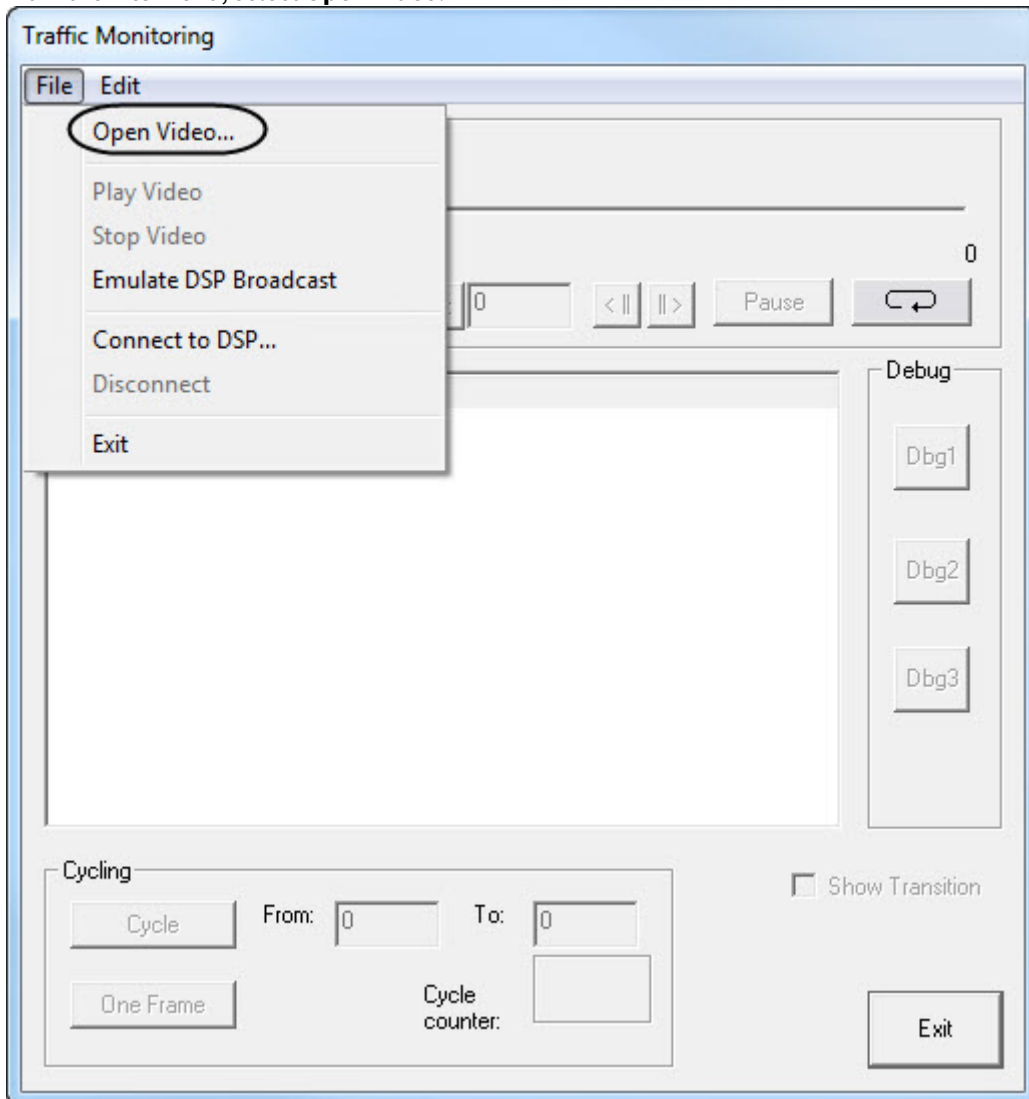 Traffic Monitoring
File Edit
Open Video...
Play Video
Stop Video
Emulate DSP Broadcast
Connect to DSP...
Disconnect
Exit
0
0
< || || > Pause
Debug
Dbg1
Dbg2
Dbg3
Cycling
Cycle From: 0 To: 0
Show Transition
One Frame
Cycle
counter:
Exit